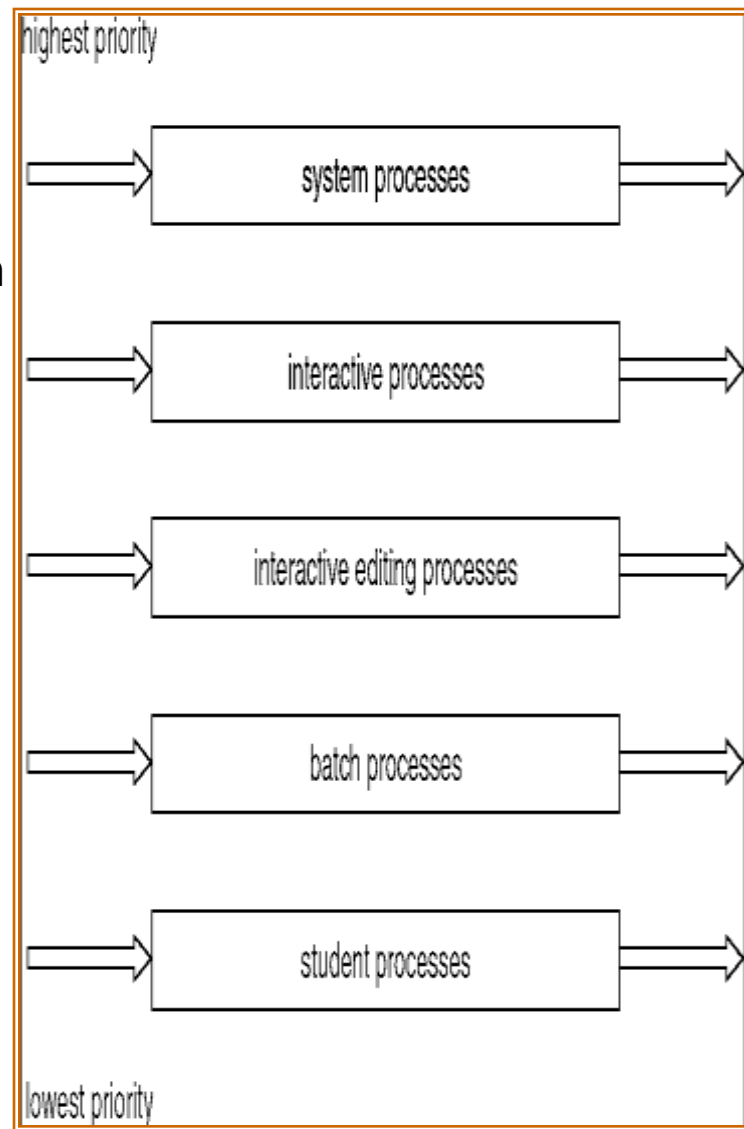 highest priority
system processes
interactive processes
interactive editing processes
batch processes
student processes
lowest priority